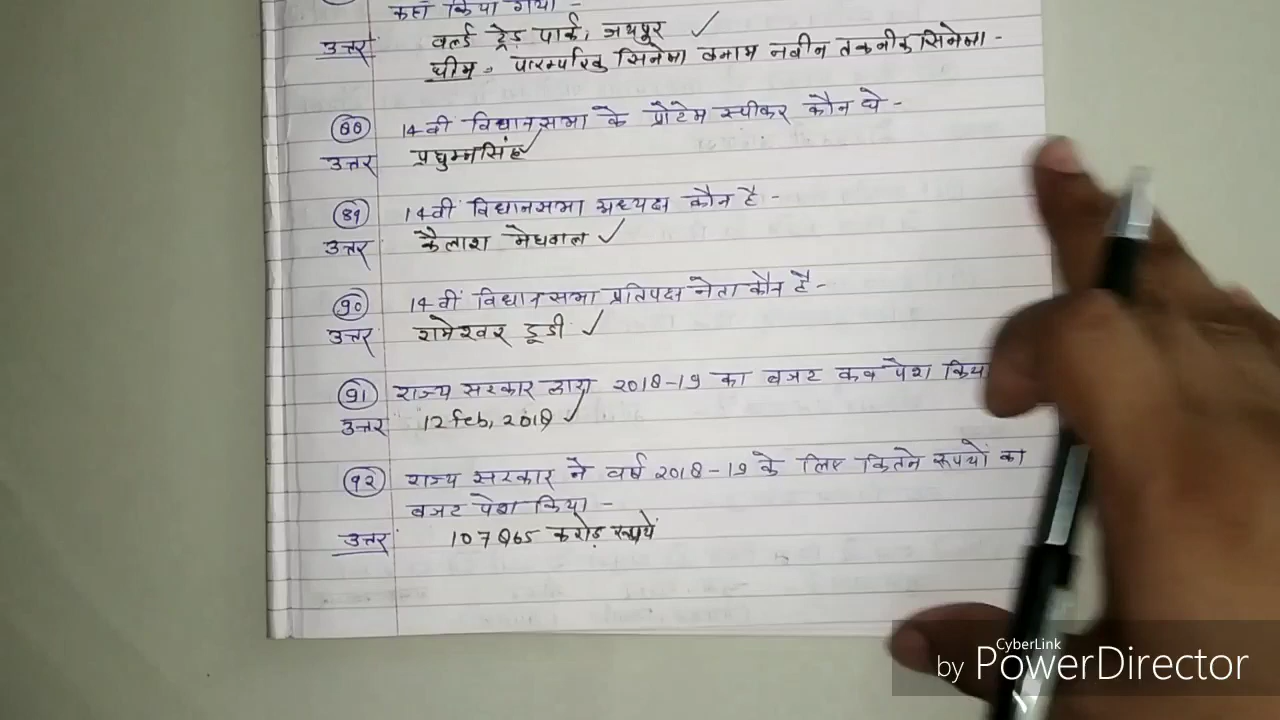 कहाँ किया गया -
उत्तर वर्ल्ड ट्रेड पार्क, जयपुर ✓
थीम - पारम्परिक सिनेमा बनाम नवीन तकनीक सिनेमा -
88 14वीं विधानसभा के प्रोटेम स्पीकर कौन थे -
उत्तर प्रधुम्नसिंह ✓
89 14वीं विधानसभा अध्यक्ष कौन है -
उत्तर कैलाश मेघवाल ✓
90 14वीं विधानसभा प्रतिपक्ष नेता कौन है -
उत्तर रामेश्वर डूडी ✓
91 राज्य सरकार द्वारा 2018-19 का बजट कब पेश किया
उत्तर 12 Feb, 2018 ✓
92 राज्य सरकार ने वर्ष 2018-19 के लिए कितने रूपयों का
बजट पेश किया -
उत्तर 107865 करोड़ रूपये
CyberLink
by PowerDirector